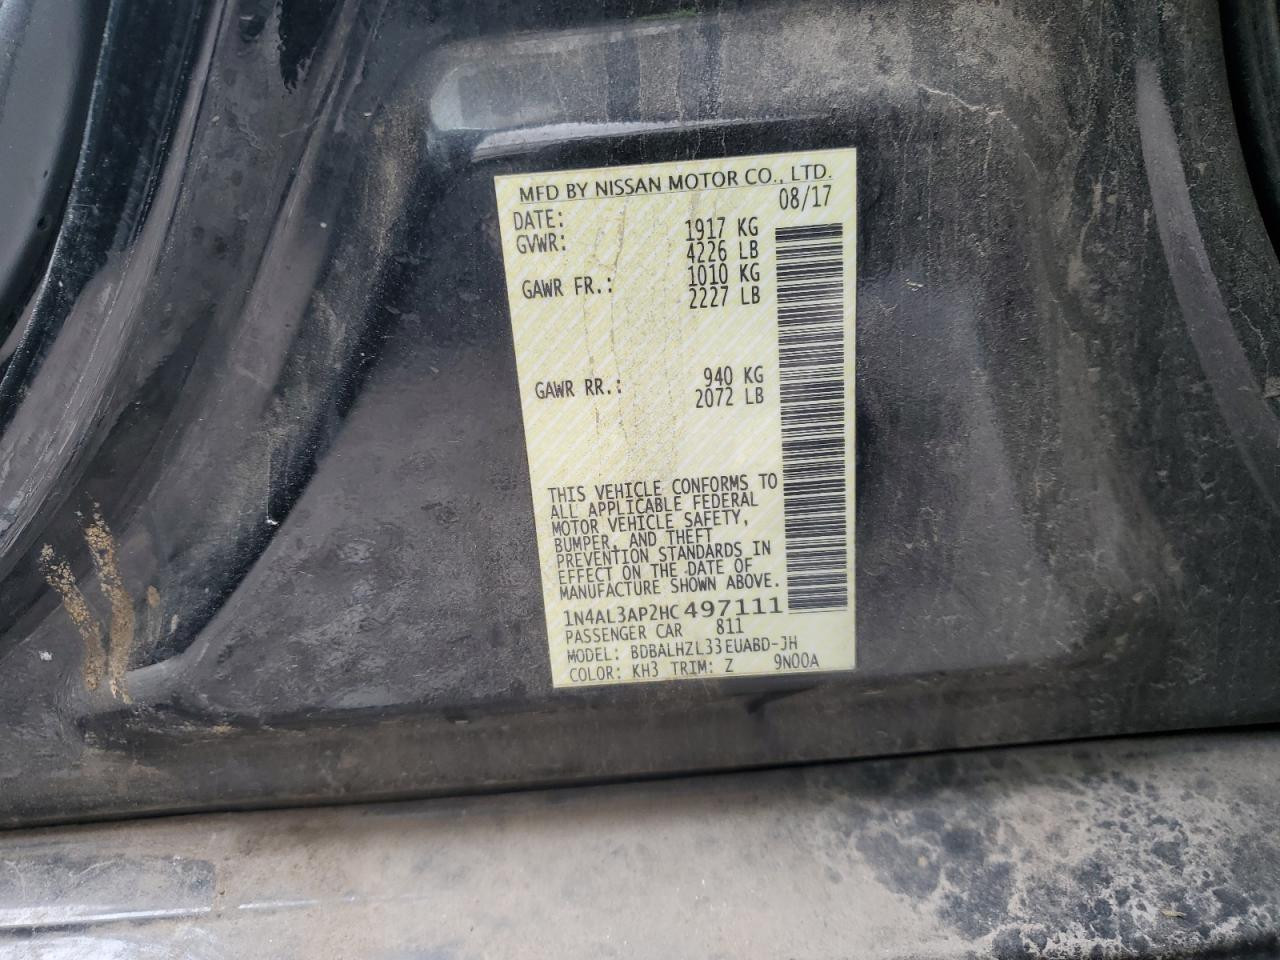 MFD BY NISSAN MOTOR CO., LTD.
DATE: 08/17
GVWR: 1917 KG
4226 LB
GAWR FR.: 1010 KG
2227 LB
GAWR RR.: 940 KG
2072 LB
THIS VEHICLE CONFORMS TO
ALL APPLICABLE FEDERAL
MOTOR VEHICLE SAFETY,
BUMPER, AND THEFT
PREVENTION STANDARDS IN
EFFECT ON THE DATE OF
MANUFACTURE SHOWN ABOVE.
1N4AL3AP2HC497111
PASSENGER CAR 811
MODEL: BDBALHZL33EUABD-JH
COLOR: KH3 TRIM: Z 9N00A